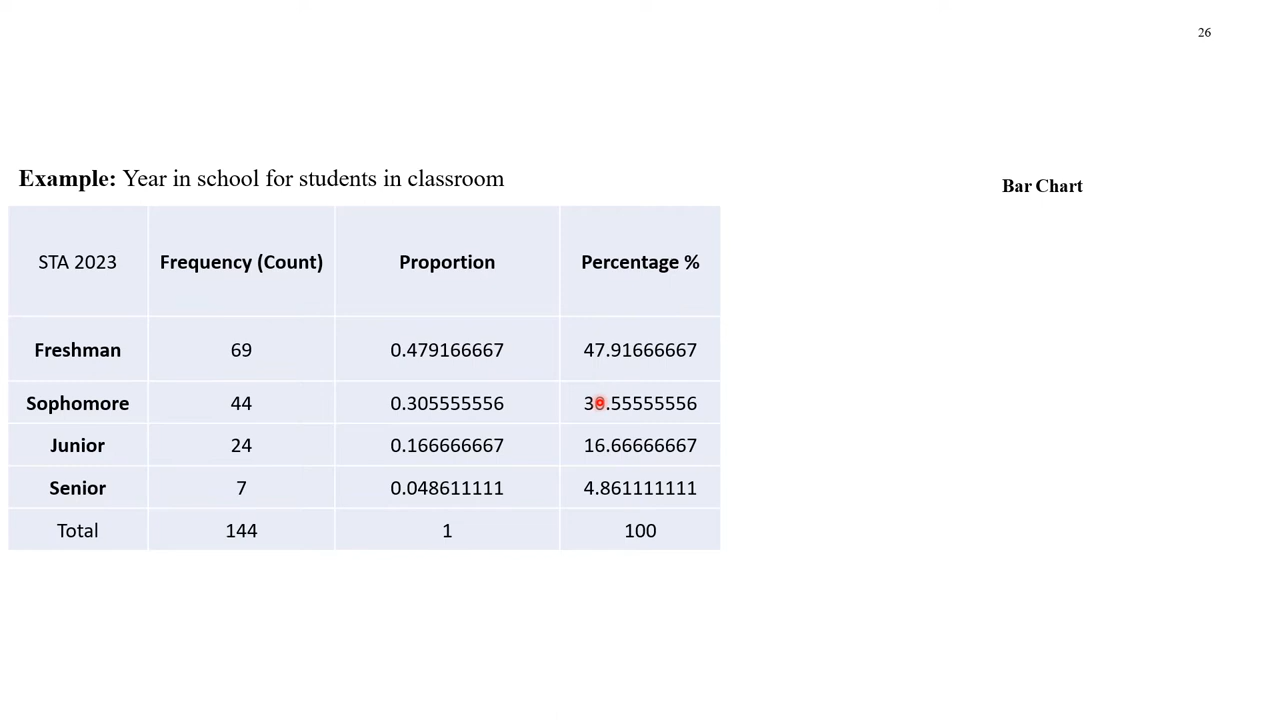 26
Example: Year in school for students in classroom
Bar Chart
STA 2023 Frequency (Count) Proportion Percentage %
Freshman 69 0.479166667 47.91666667
Sophomore 44 0.305555556 30.55555556
Junior 24 0.166666667 16.66666667
Senior 7 0.048611111 4.861111111
Total 144 1 100